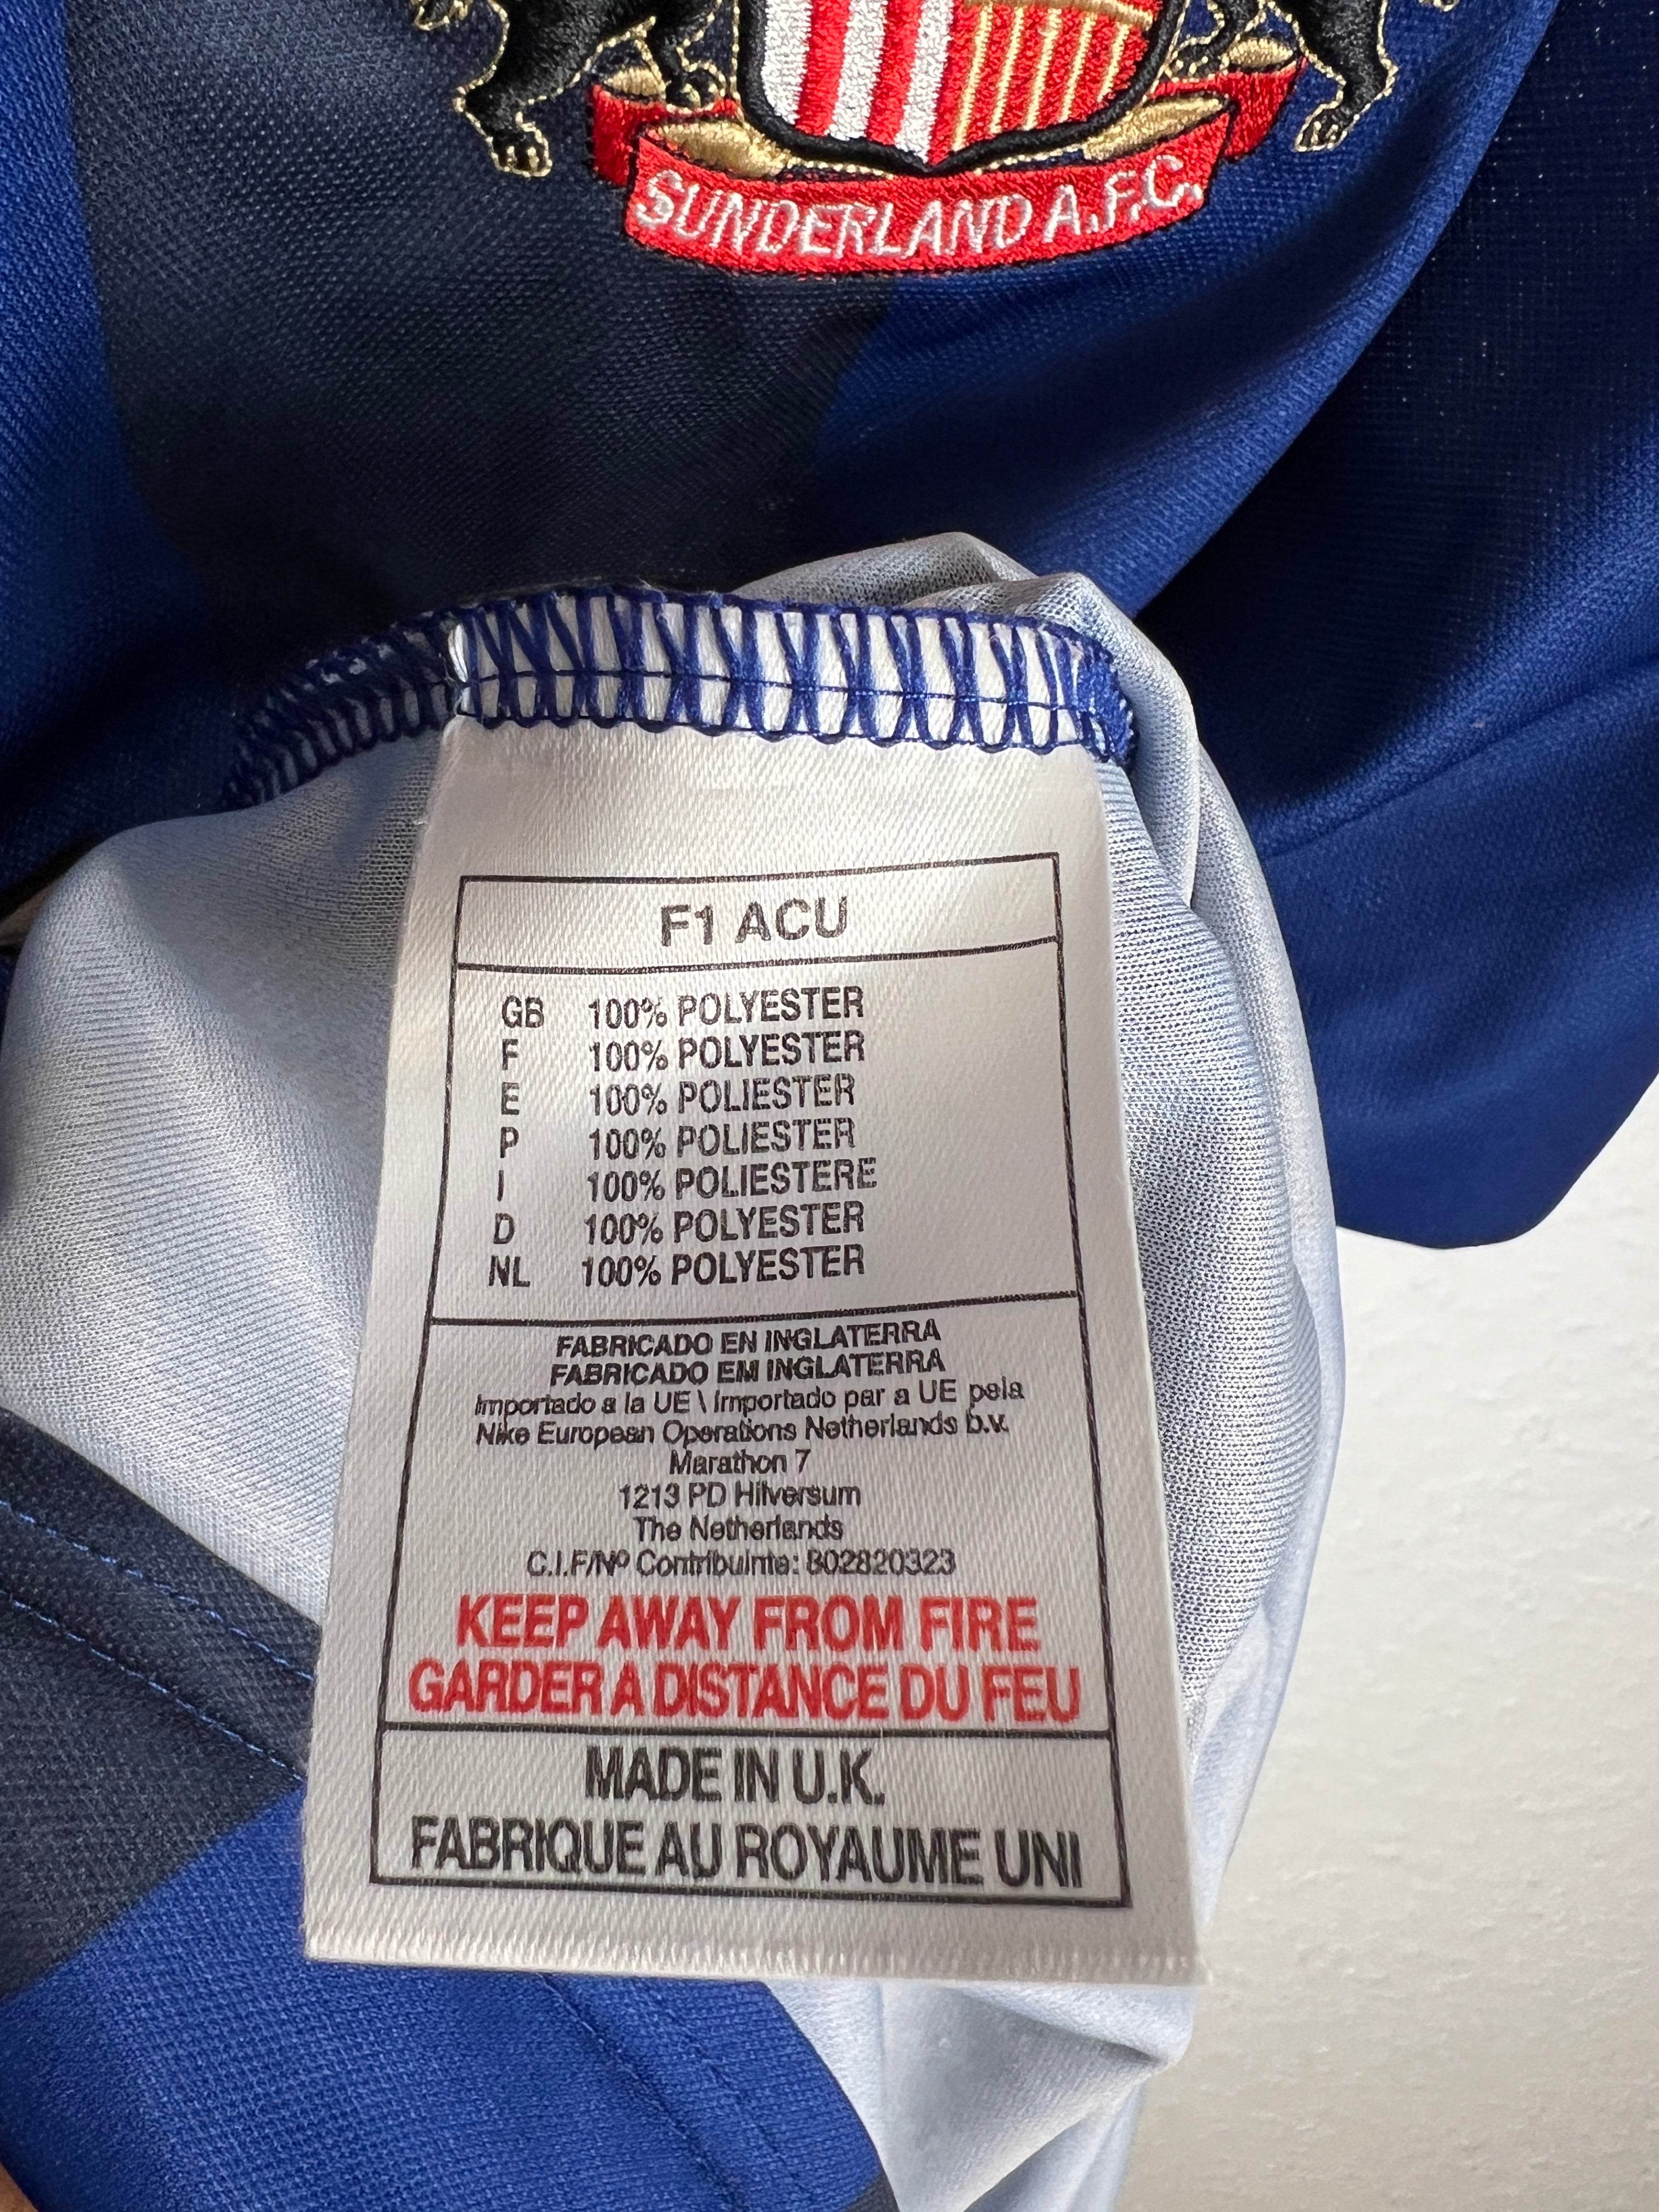 SUNDERLAND A.F.C.
F1 ACU
GB 100% POLYESTER
F 100% POLYESTER
E 100% POLIESTER
P 100% POLIESTER
I 100% POLIESTERE
D 100% POLYESTER
NL 100% POLYESTER
FABRICADO EN INGLATERRA
FABRICADO EM INGLATERRA
Importado a la UE \ Importado par a UE pela
Nike European Operations Netherlands b.v.
Marathon 7
1213 PD Hilversum
The Netherlands
C.I.F/Nº Contribuinte: 802820323
KEEP AWAY FROM FIRE
GARDER A DISTANCE DU FEU
MADE IN U.K.
FABRIQUE AU ROYAUME UNI